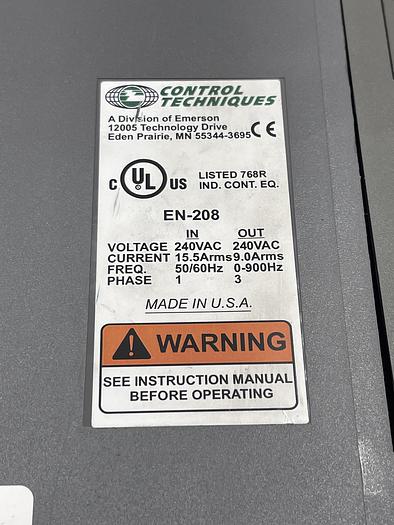 CONTROL
TECHNIQUES
A Division of Emerson
12005 Technology Drive
Eden Prairie, MN 55344-3695 CE
C UL US LISTED 768R
IND. CONT. EQ.
EN-208
IN OUT
VOLTAGE 240VAC 240VAC
CURRENT 15.5Arms 9.0Arms
FREQ. 50/60Hz 0-900Hz
PHASE 1 3
MADE IN U.S.A.
WARNING
SEE INSTRUCTION MANUAL
BEFORE OPERATING